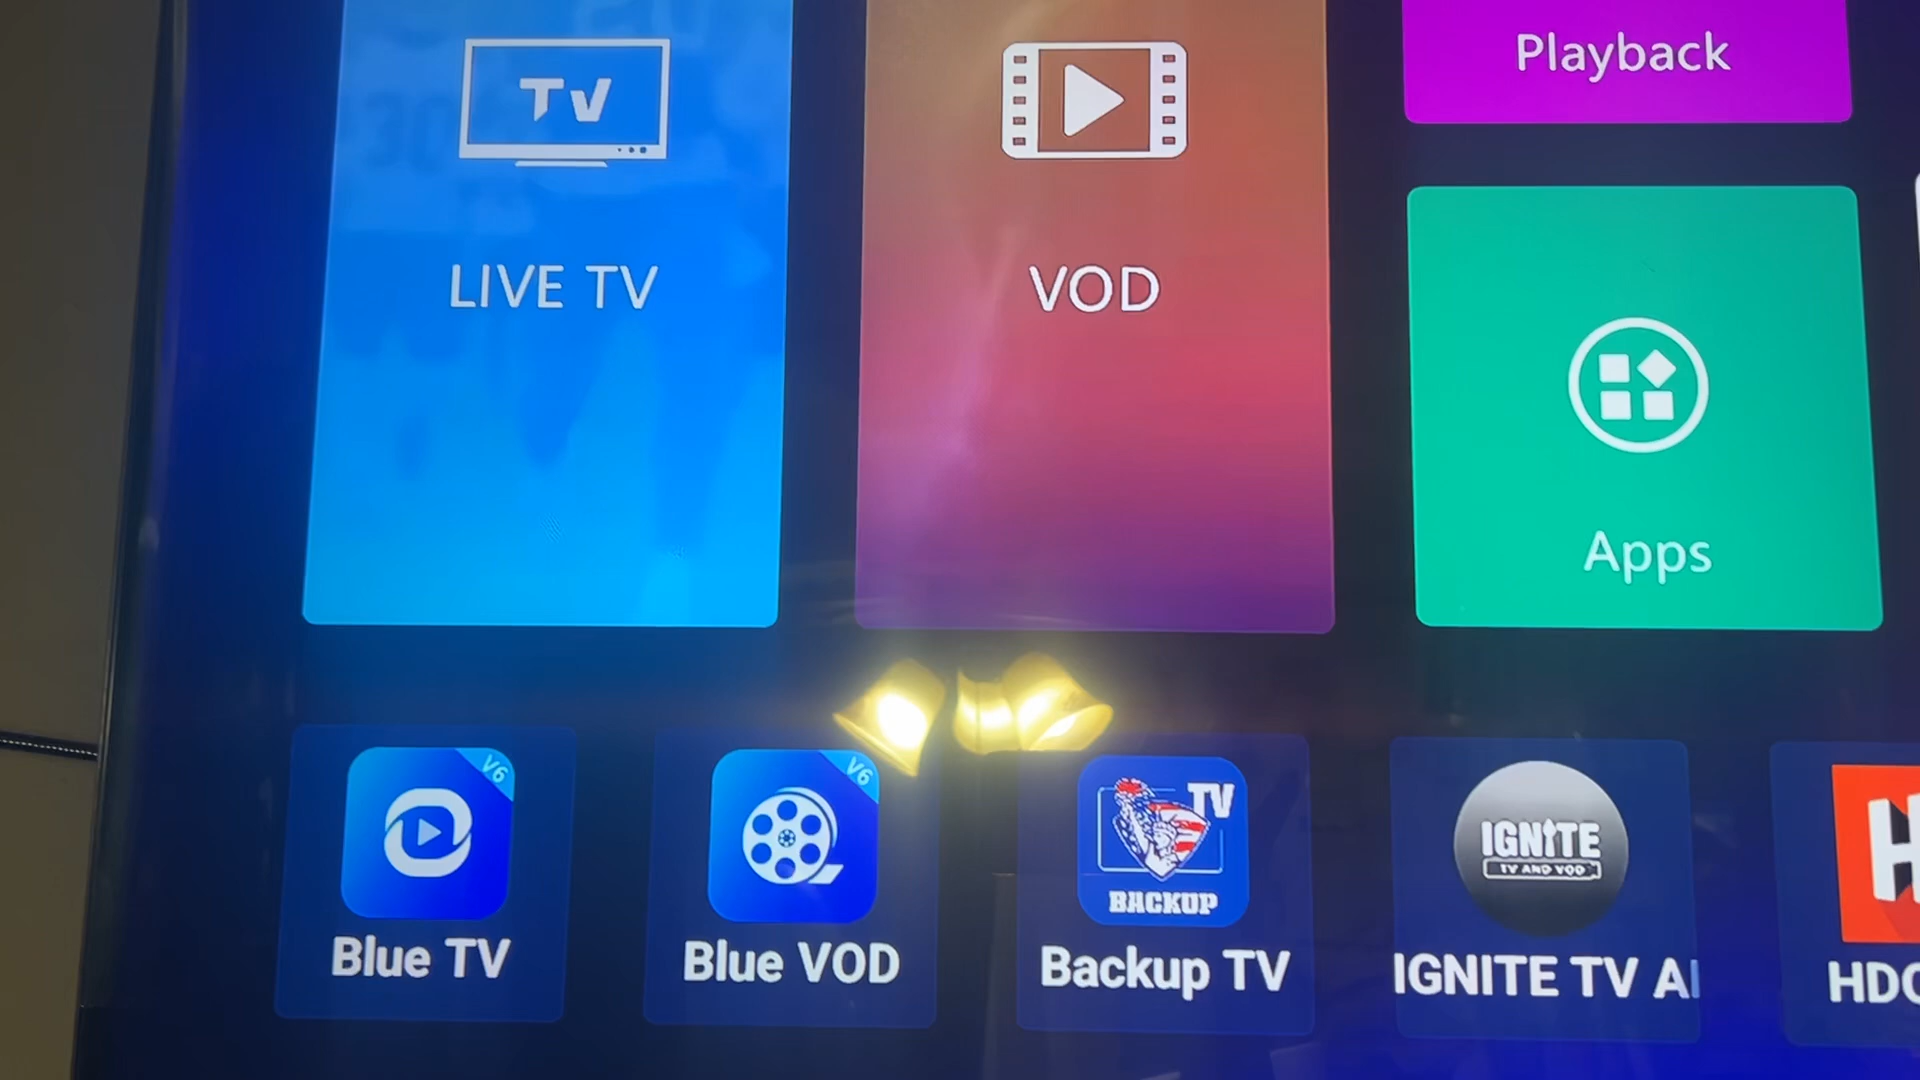 TV
LIVE TV
VOD
Playback
Apps
V6
Blue TV
V6
Blue VOD
TV
BACKUP
Backup TV
IGNITE
TV AND VOD
IGNITE TV
HDO